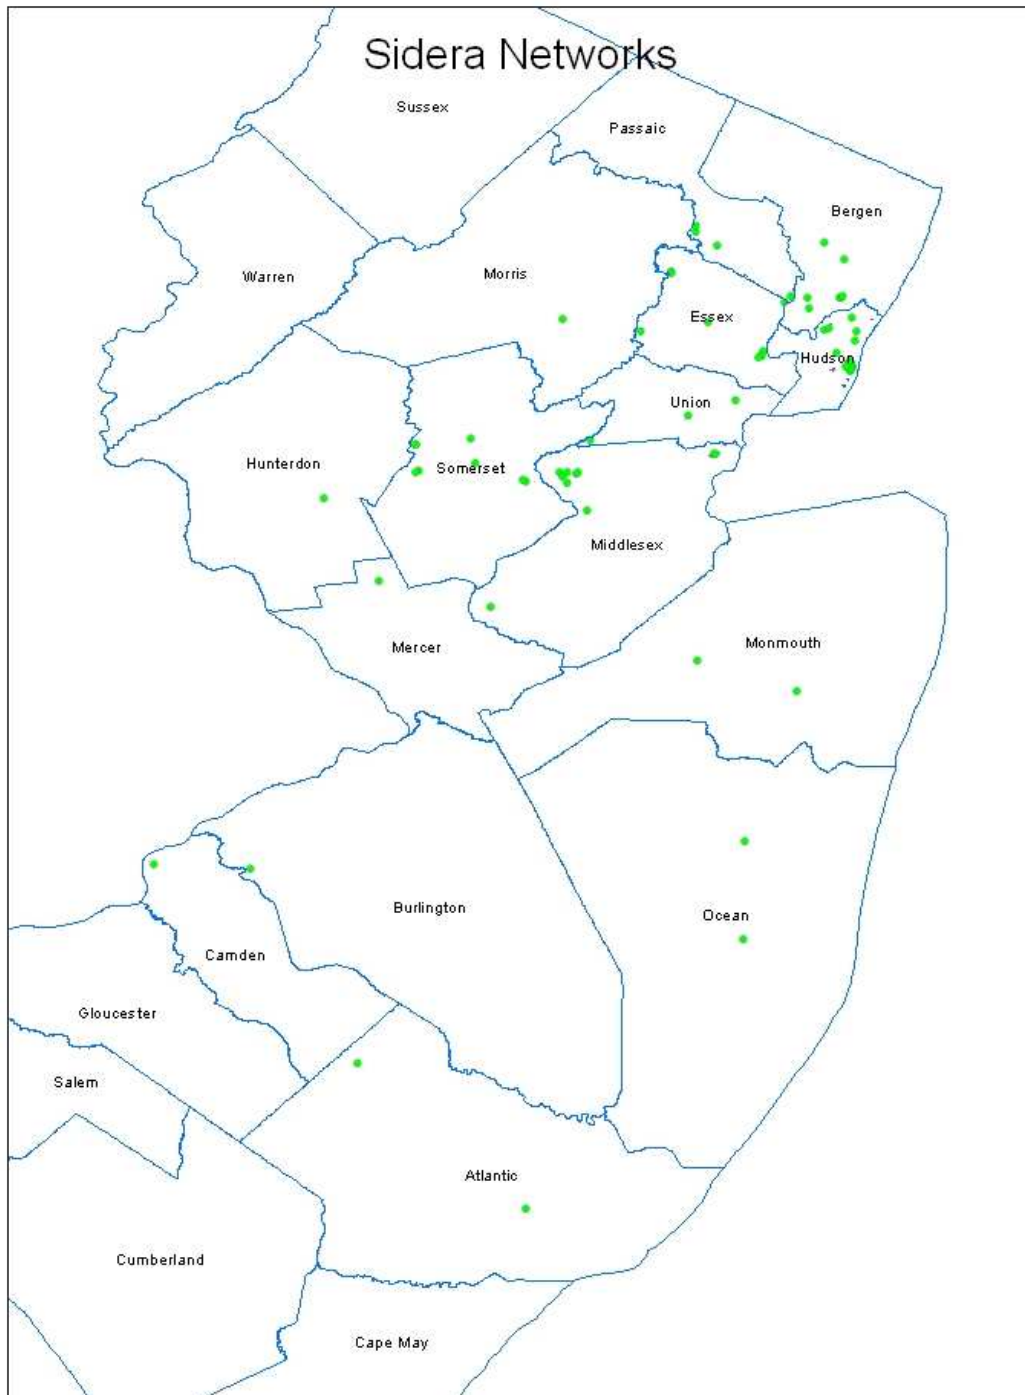 Sidera Networks
Sussex
Passaic
Bergen
Warren
Morris
Essex
Hudson
Union
Hunterdon
Somerset
Middlesex
Mercer
Monmouth
Burlington
Ocean
Camden
Gloucester
Salem
Atlantic
Cumberland
Cape May